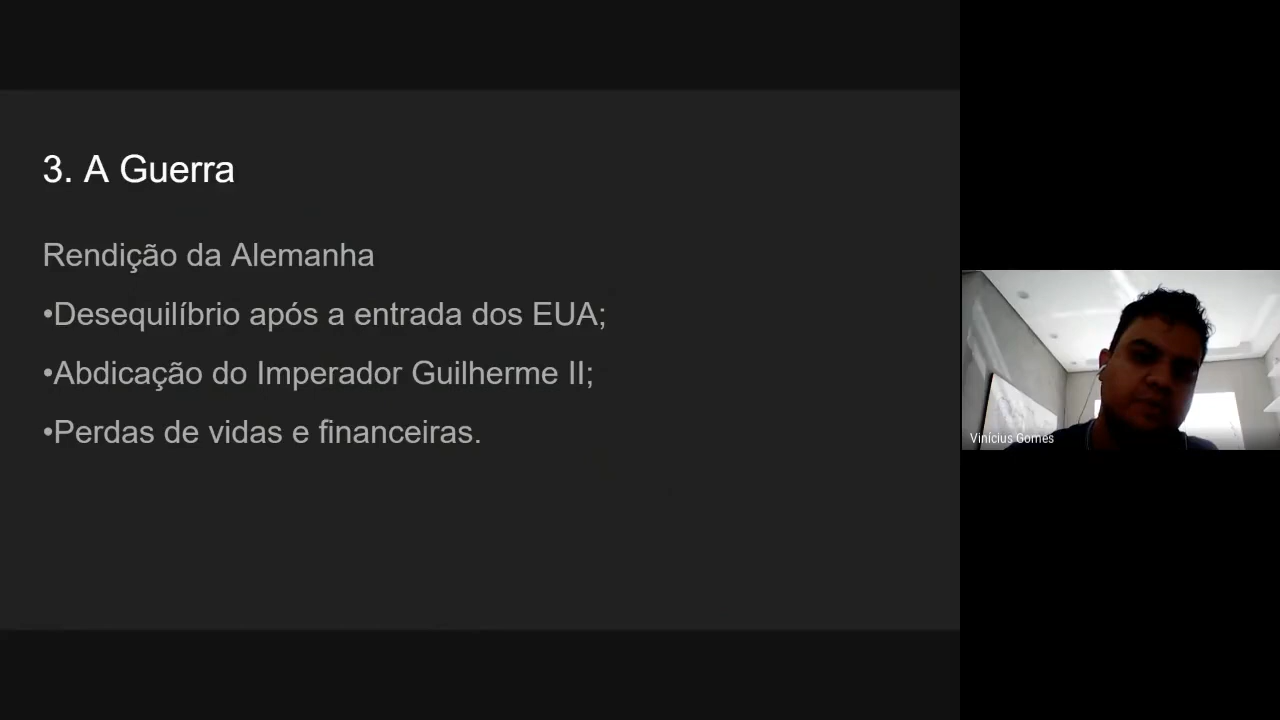 3. A Guerra
Rendição da Alemanha
•Desequilíbrio após a entrada dos EUA;
•Abdicação do Imperador Guilherme II;
•Perdas de vidas e financeiras.
Vinícius Gomes